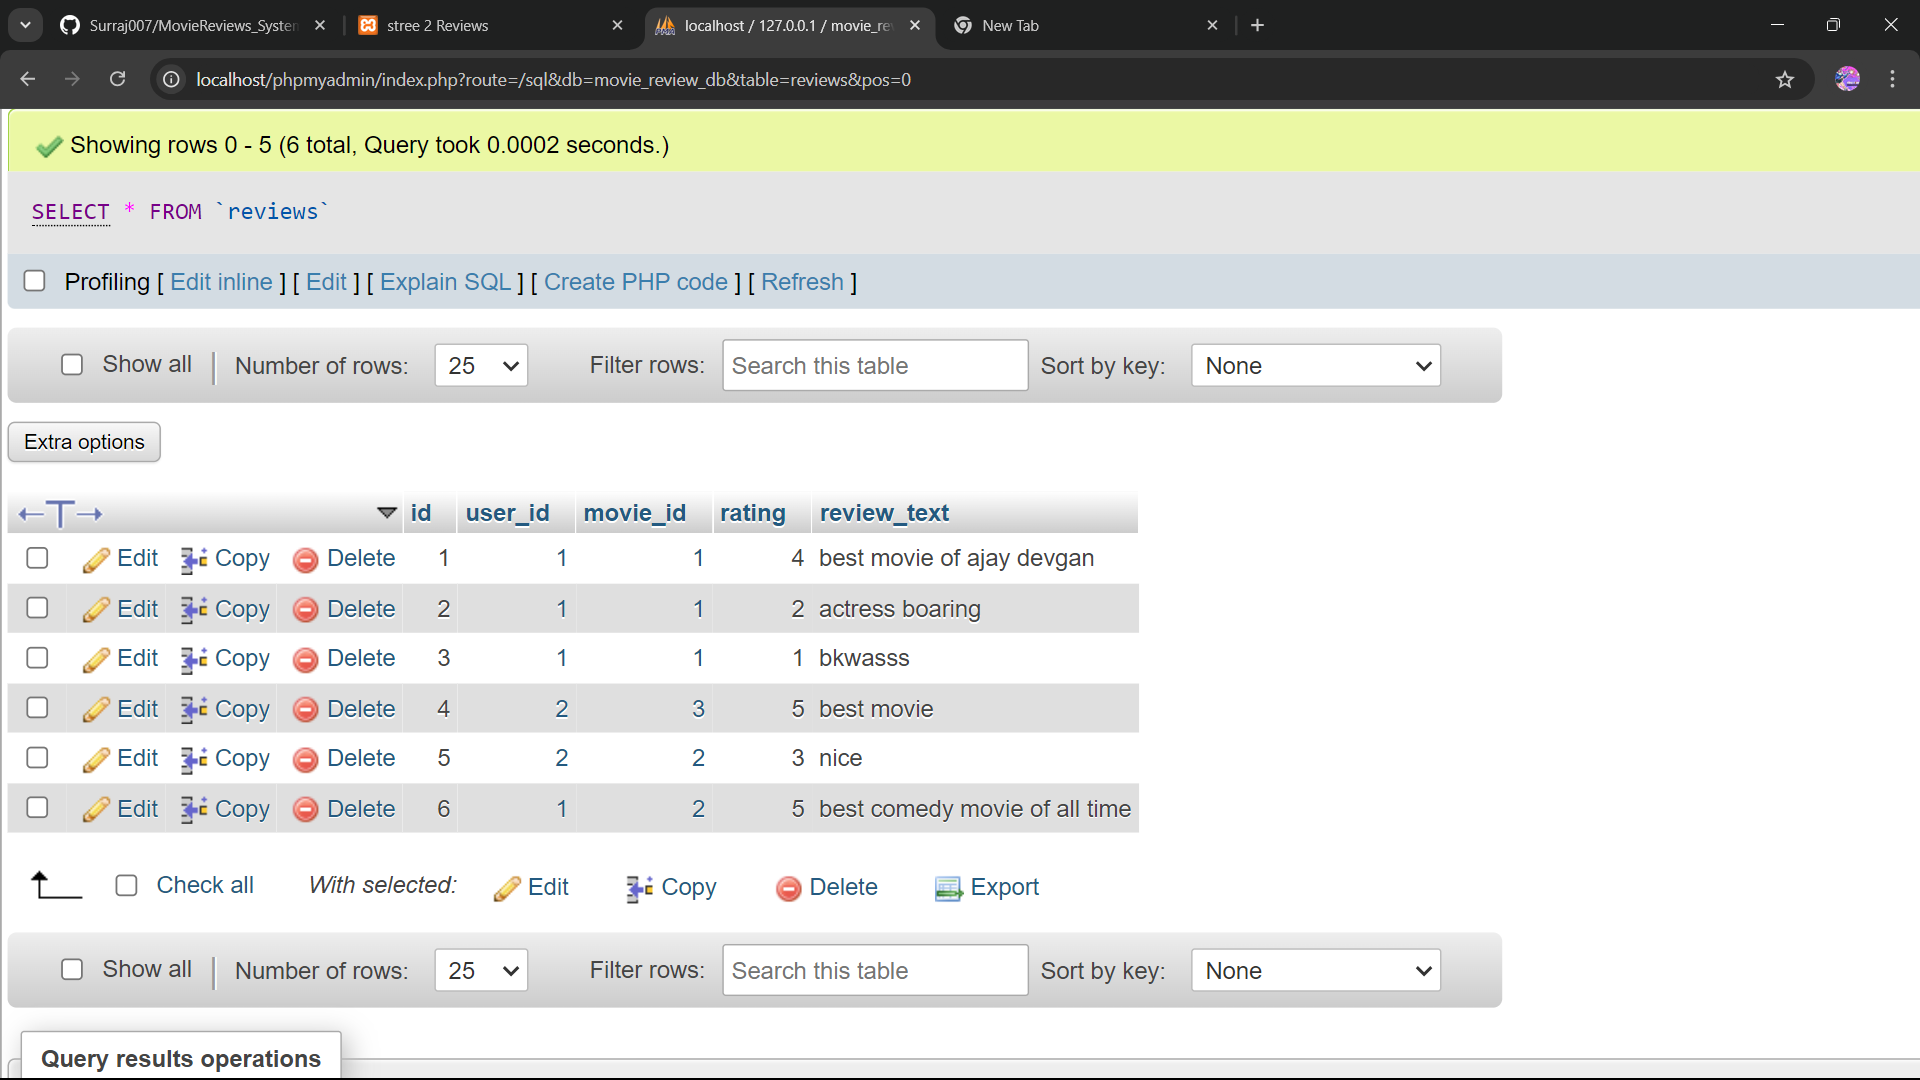 Surraj007/MovieReviews_System
stree 2 Reviews
localhost / 127.0.0.1 / movie_re
New Tab
localhost/phpmyadmin/index.php?route=/sql&db=movie_review_db&table=reviews&pos=0
Showing rows 0 - 5 (6 total, Query took 0.0002 seconds.)
SELECT * FROM `reviews`
Profiling [ Edit inline ] [ Edit ] [ Explain SQL ] [ Create PHP code ] [ Refresh ]
Show all | Number of rows: 25 Filter rows: Search this table Sort by key: None
Extra options
←T→ id user_id movie_id rating review_text
Edit Copy Delete 1 1 1 4 best movie of ajay devgan
Edit Copy Delete 2 1 1 2 actress boaring
Edit Copy Delete 3 1 1 1 bkwasss
Edit Copy Delete 4 2 3 5 best movie
Edit Copy Delete 5 2 2 3 nice
Edit Copy Delete 6 1 2 5 best comedy movie of all time
Check all With selected: Edit Copy Delete Export
Show all | Number of rows: 25 Filter rows: Search this table Sort by key: None
Query results operations